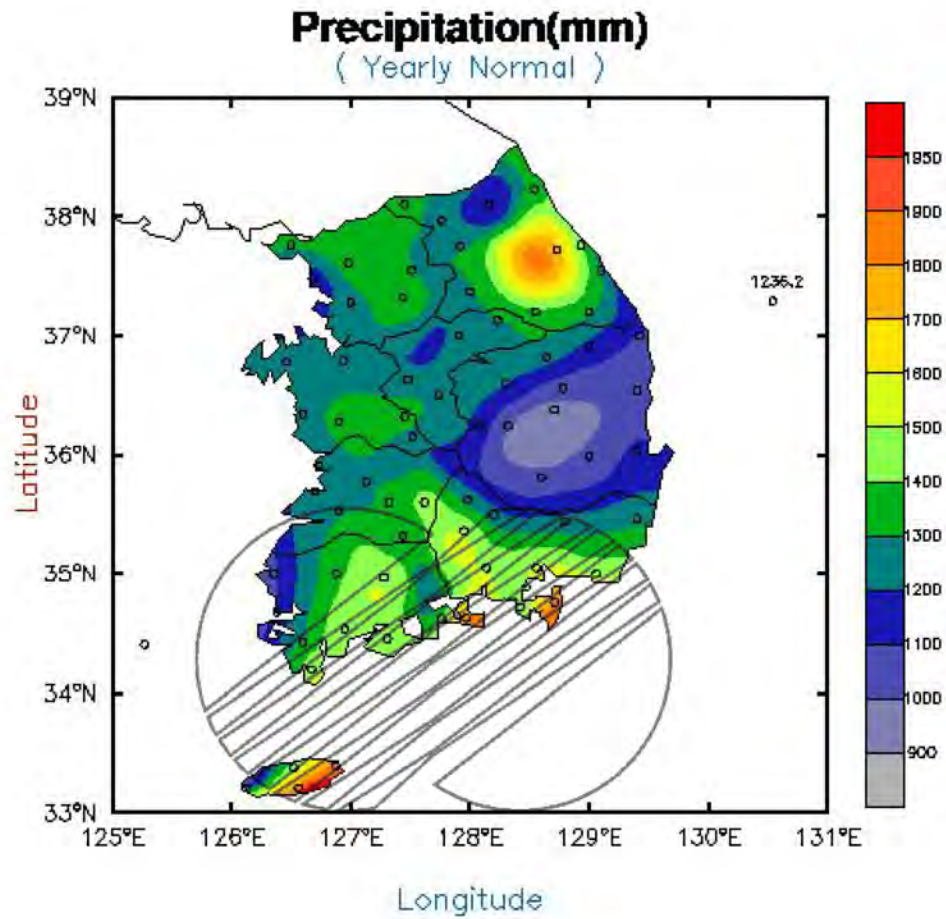 Precipitation(mm)
( Yearly Normal )
39°N
38°N
37°N
36°N
35°N
34°N
33°N
Latitude
125°E
126°E
127°E
128°E
129°E
130°E
131°E
Longitude
1236.2
1950
1900
1800
1700
1600
1500
1400
1300
1200
1100
1000
900